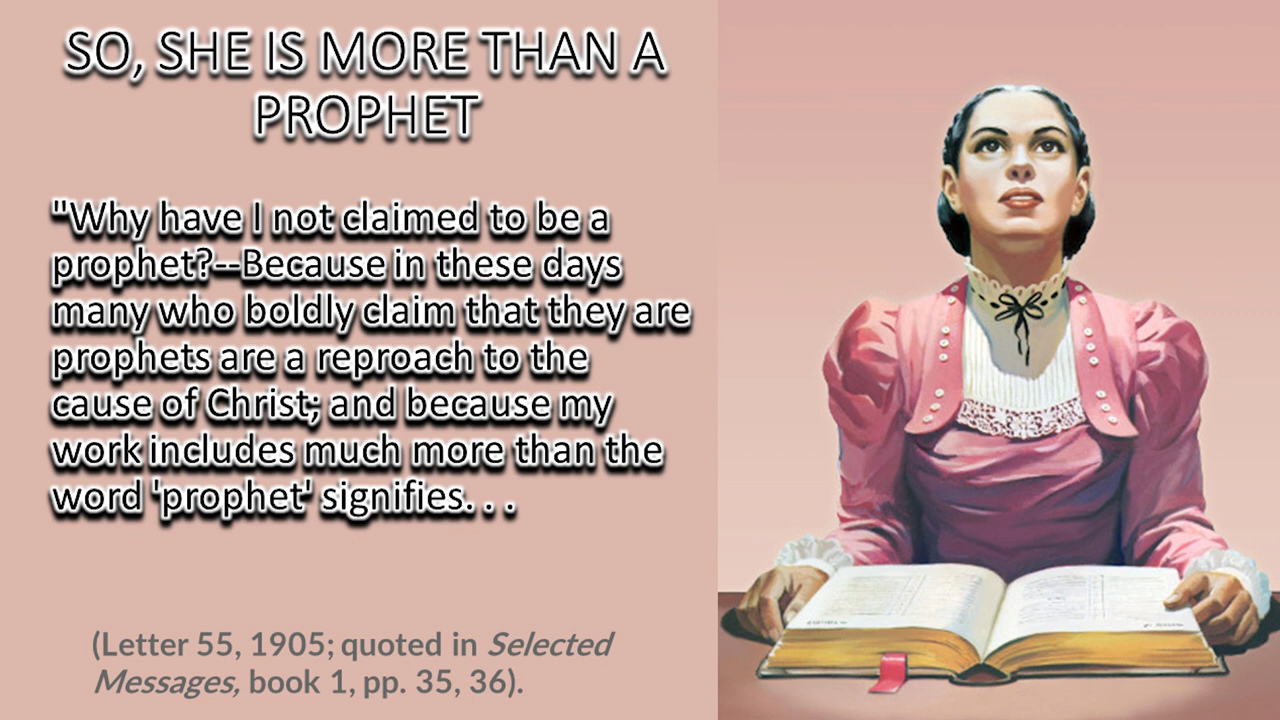 SO, SHE IS MORE THAN A
PROPHET
"Why have I not claimed to be a
prophet?--Because in these days
many who boldly claim that they are
prophets are a reproach to the
cause of Christ; and because my
work includes much more than the
word 'prophet' signifies. . .
(Letter 55, 1905; quoted in Selected
Messages, book 1, pp. 35, 36).